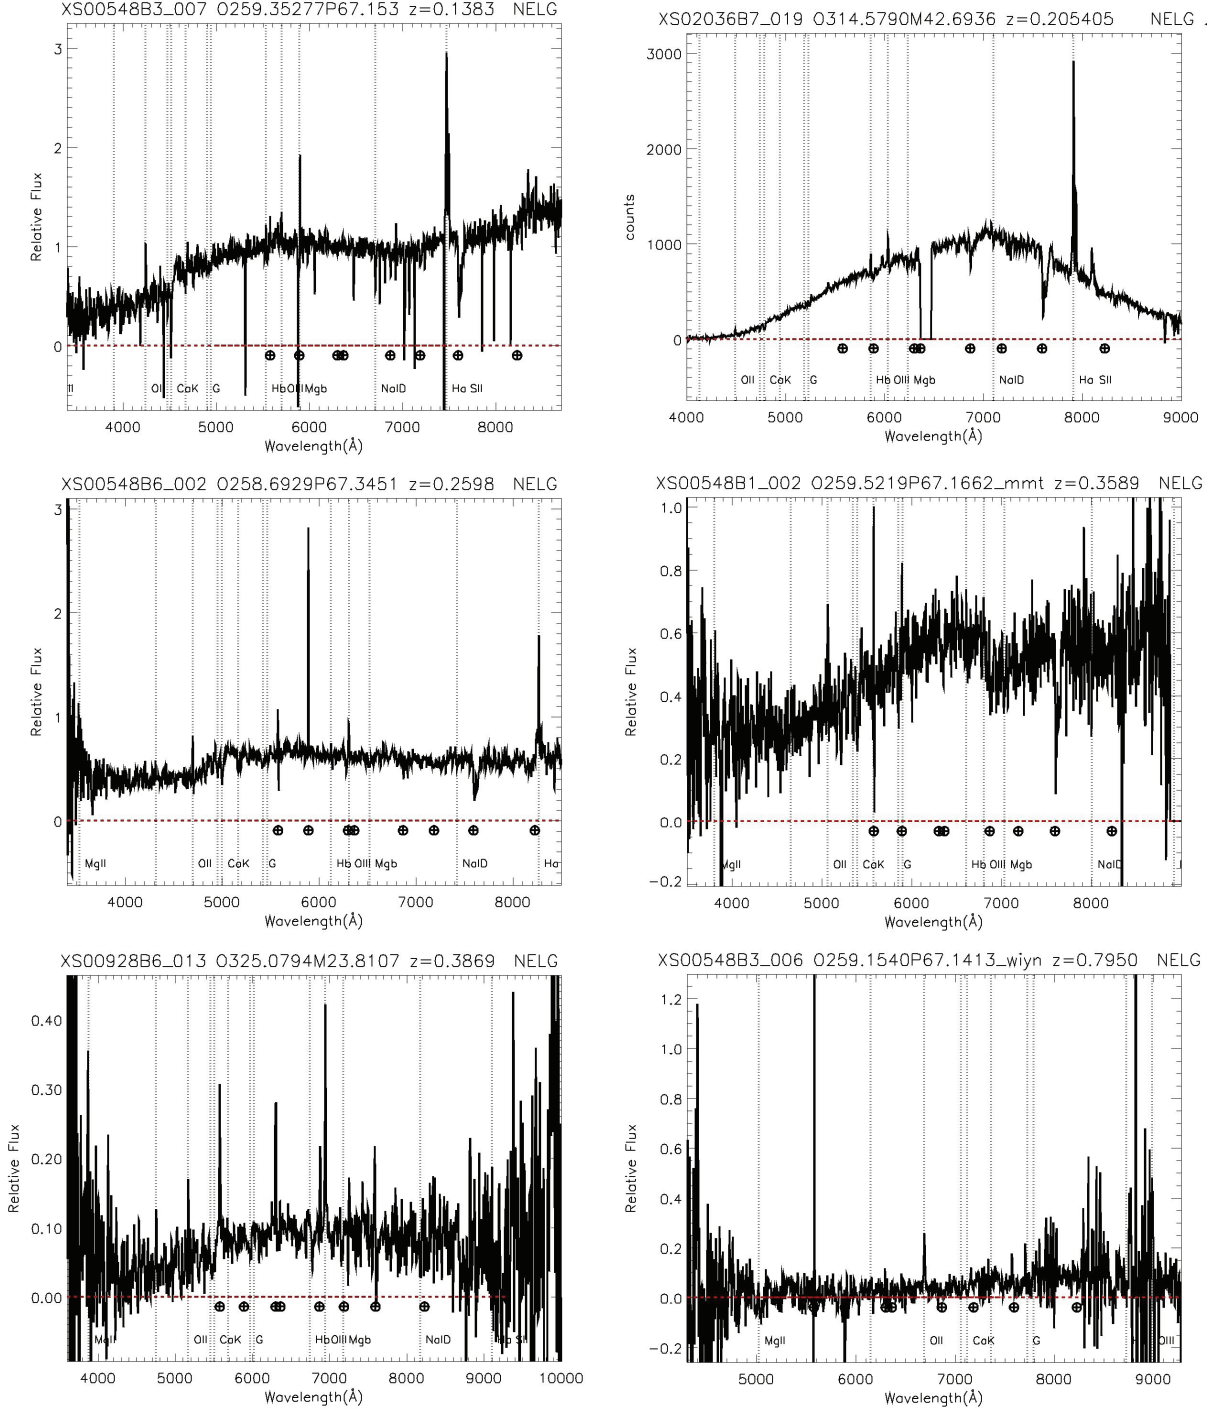 XS00548B3_007 O259.35277P67.153 z=0.1383 NELG
3
2
1
0
Relative Flux
OII CaK G Hb OIII Mgb NaID Ha SII
4000 5000 6000 7000 8000
Wavelength(Å)
XS02036B7_019 O314.5790M42.6936 z=0.205405 NELG
3000
2000
1000
0
counts
OII CaK G Hb OIII Mgb NaID Ha SII
4000 5000 6000 7000 8000 9000
Wavelength(Å)
XS00548B6_002 O258.6929P67.3451 z=0.2598 NELG
3
2
1
0
Relative Flux
MgII OII CaK G Hb OIII Mgb NaID Ha
4000 5000 6000 7000 8000
Wavelength(Å)
XS00548B1_002 O259.5219P67.1662_mmt z=0.3589 NELG
1.0
0.8
0.6
0.4
0.2
0.0
-0.2
Relative Flux
MgII OII CaK G Hb OIII Mgb NaID
4000 5000 6000 7000 8000
Wavelength(Å)
XS00928B6_013 O325.0794M23.8107 z=0.3869 NELG
0.40
0.30
0.20
0.10
0.00
Relative Flux
MgII OII CaK G Hb OIII Mgb NaID Ha SII
4000 5000 6000 7000 8000 9000 10000
Wavelength(Å)
XS00548B3_006 O259.1540P67.1413_wiyn z=0.7950 NELG
1.2
1.0
0.8
0.6
0.4
0.2
0.0
-0.2
Relative Flux
MgII OII CaK G OIII
5000 6000 7000 8000 9000
Wavelength(Å)